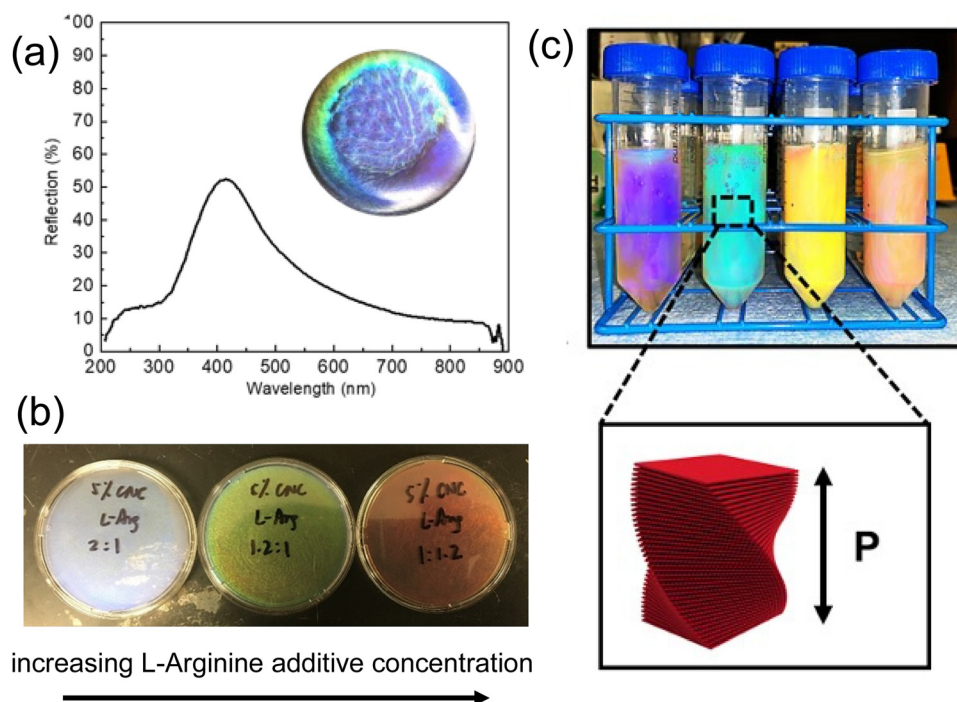 (a)
100
90
80
70
60
50
40
30
20
10
0
Reflection (%)
200 300 400 500 600 700 800 900
Wavelength (nm)
(b)
5% CNC
L-Arg
2:1
5% CNC
L-Arg
1.2:1
5% CNC
L-Arg
1:1.2
increasing L-Arginine additive concentration
(c)
P